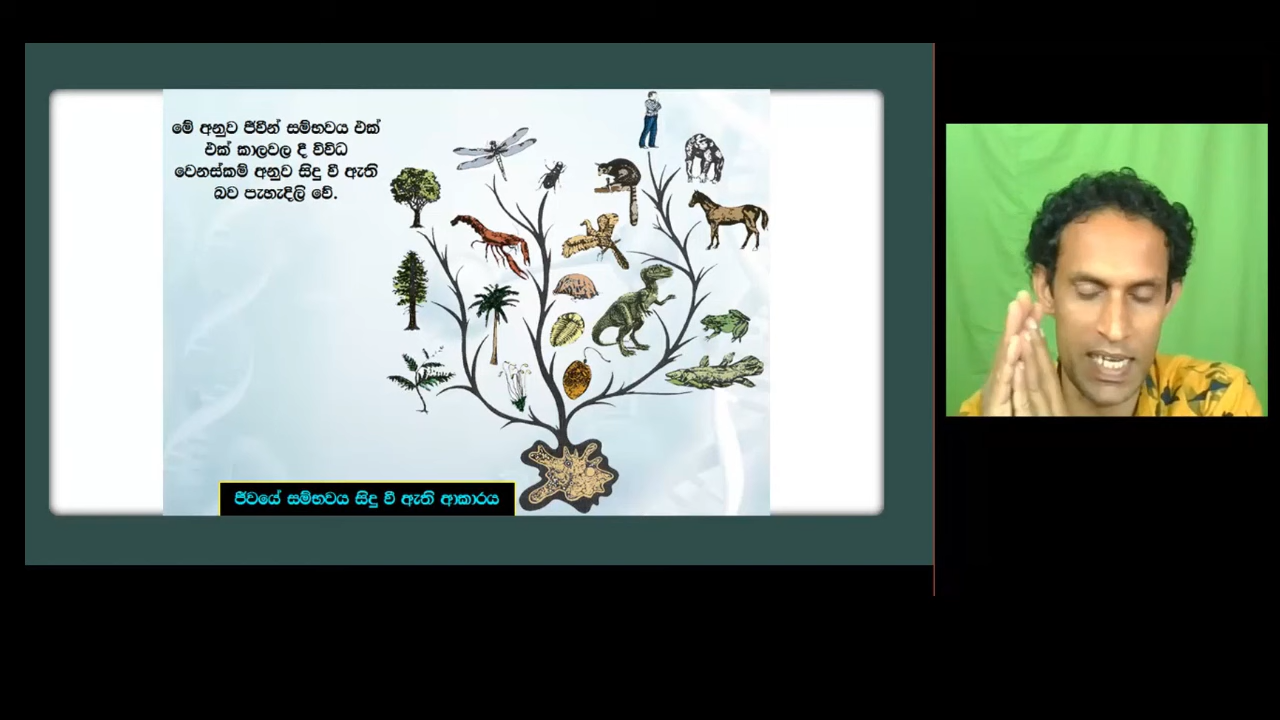 මේ අනුව ජීවීන් සම්භවය එක්
එක් කාලවල දී විවිධ
වෙනස්කම් අනුව සිදු වී ඇති
බව පැහැදිලි වේ.
ජීවයේ සම්භවය සිදු වී ඇති ආකාරය